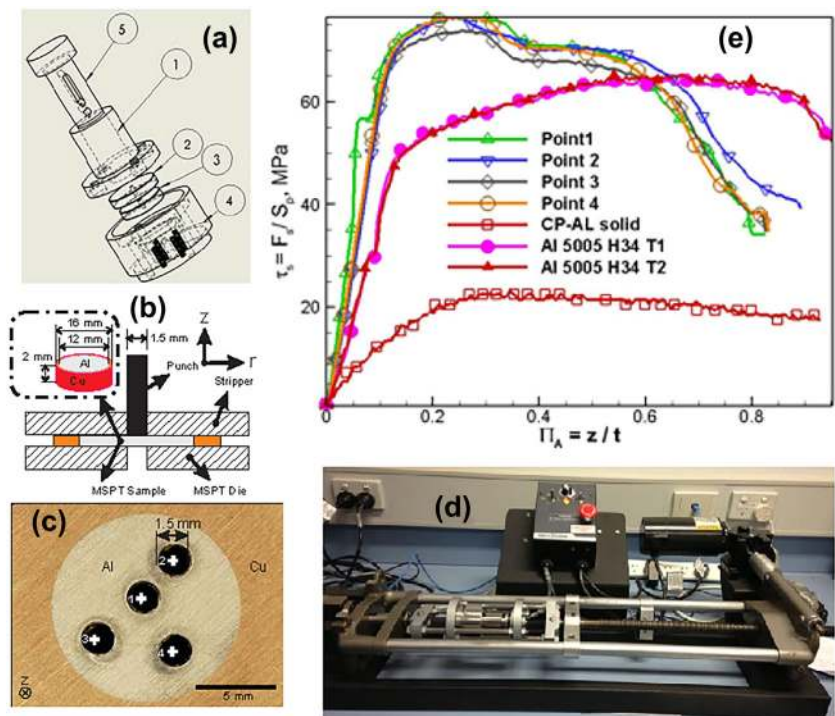 (a)
5
1
2
3
4
(b)
16 mm
12 mm
2 mm
Al
Cu
1.5 mm
Z
r
Punch
Stripper
MSPT Sample
MSPT Die
(c)
1.5 mm
Al
Cu
2
1
3
4
Z
5 mm
(d)
(e)
τs = Fs / Sp, MPa
60
40
20
0
0.2
0.4
0.6
0.8
ΠA = z / t
Point1
Point 2
Point 3
Point 4
CP-AL solid
Al 5005 H34 T1
Al 5005 H34 T2